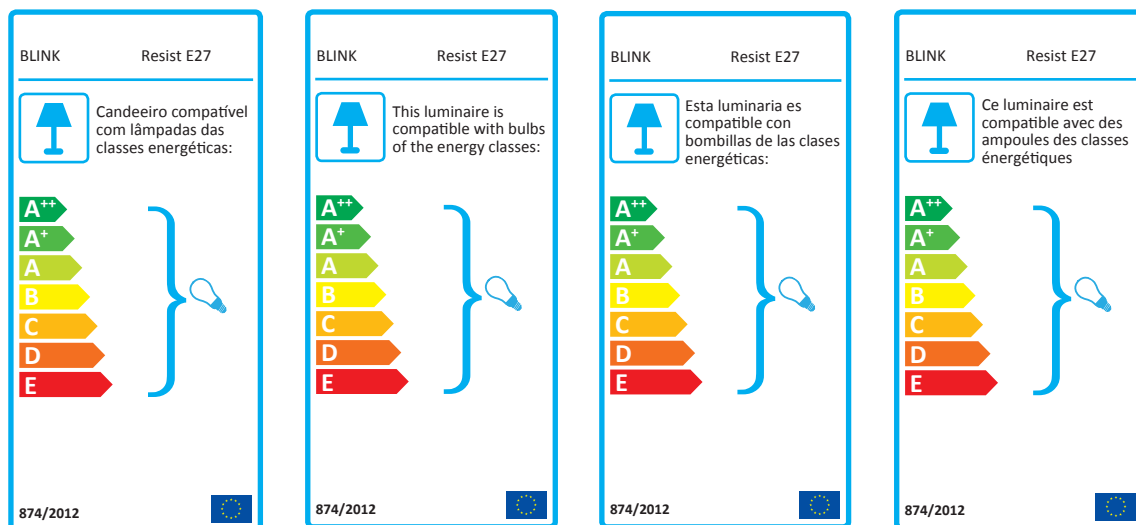 BLINK Resist E27
Candeeiro compatível
com lâmpadas das
classes energéticas:
A++
A+
A
B
C
D
E
874/2012
BLINK Resist E27
This luminaire is
compatible with bulbs
of the energy classes:
A++
A+
A
B
C
D
E
874/2012
BLINK Resist E27
Esta luminaria es
compatible con
bombillas de las clases
energéticas:
A++
A+
A
B
C
D
E
874/2012
BLINK Resist E27
Ce luminaire est
compatible avec des
ampoules des classes
énergétiques
A++
A+
A
B
C
D
E
874/2012